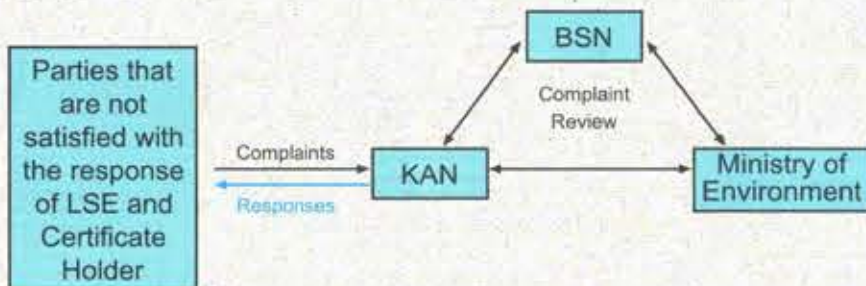 Parties that
are not
satisfied with
the response
of LSE and
Certificate
Holder
Complaints
Responses
KAN
BSN
Complaint
Review
Ministry of
Environment